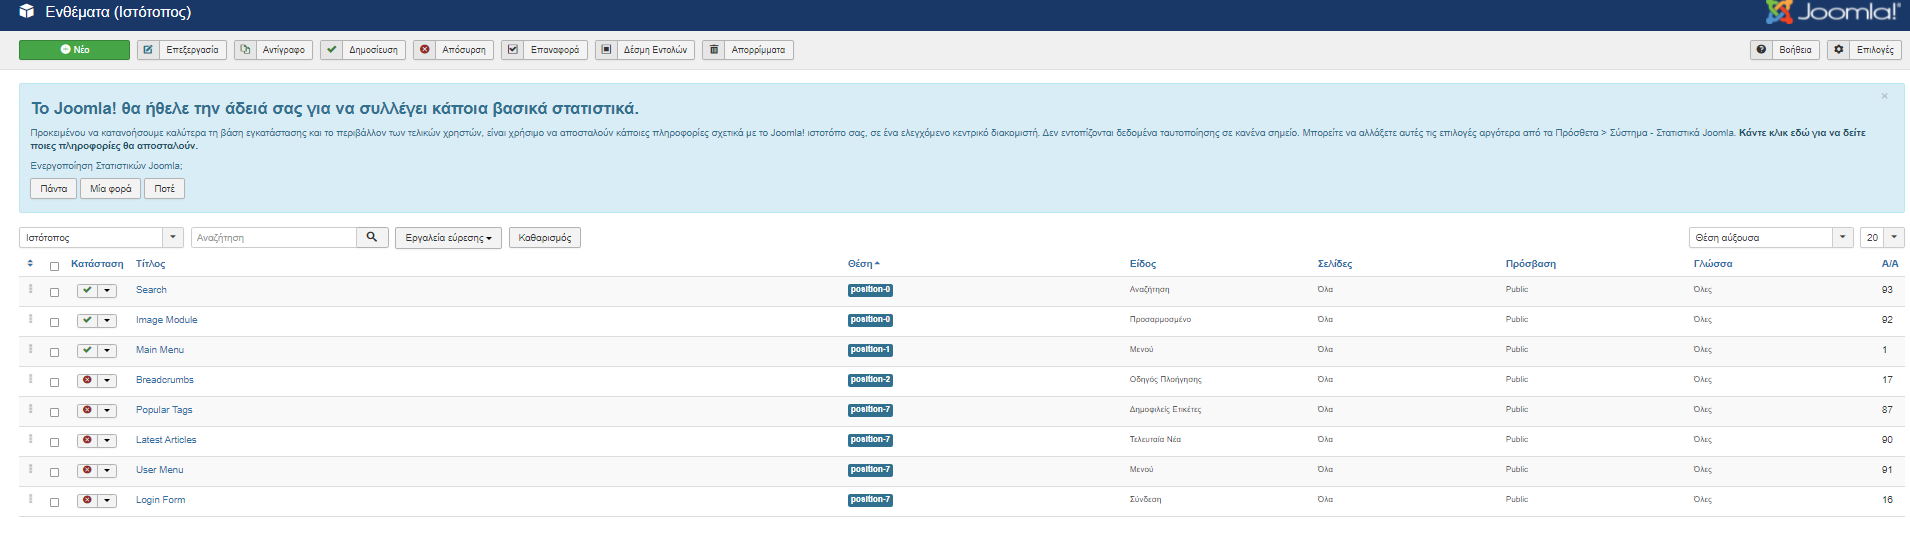 Ενθέματα (Ιστότοπος)
Joomla!®
Νέο Επεξεργασία Αντίγραφο Δημοσίευση Απόσυρση Επαναφορά Δέσμη Εντολών Απορρίμματα Βοήθεια Επιλογές
Το Joomla! θα ήθελε την άδειά σας για να συλλέγει κάποια βασικά στατιστικά. ×
Προκειμένου να κατανοήσουμε καλύτερα τη βάση εγκατάστασης και το περιβάλλον των τελικών χρηστών, είναι χρήσιμο να αποσταλούν κάποιες πληροφορίες σχετικά με το Joomla! ιστοτόπο σας, σε ένα ελεγχόμενο κεντρικό διακομιστή. Δεν εντοπίζονται δεδομένα ταυτοποίησης σε κανένα σημείο. Μπορείτε να αλλάξετε αυτές τις επιλογές αργότερα από τα Πρόσθετα > Σύστημα - Στατιστικά Joomla. Κάντε κλικ εδώ για να δείτε
ποιες πληροφορίες θα αποσταλούν.
Ενεργοποίηση Στατιστικών Joomla;
Πάντα Μία φορά Ποτέ
Ιστότοπος Αναζήτηση Εργαλεία εύρεσης Καθαρισμός Θέση αύξουσα 20
Κατάσταση Τίτλος Θέση Είδος Σελίδες Πρόσβαση Γλώσσα Α/Α
Search position-0 Αναζήτηση Όλα Public Όλες 93
Image Module position-0 Προσαρμοσμένο Όλα Public Όλες 92
Main Menu position-1 Μενού Όλα Public Όλες 1
Breadcrumbs position-2 Οδηγός Πλοήγησης Όλα Public Όλες 17
Popular Tags position-7 Δημοφιλείς Ετικέτες Όλα Public Όλες 87
Latest Articles position-7 Τελευταία Νέα Όλα Public Όλες 90
User Menu position-7 Μενού Όλα Public Όλες 91
Login Form position-7 Σύνδεση Όλα Public Όλες 16